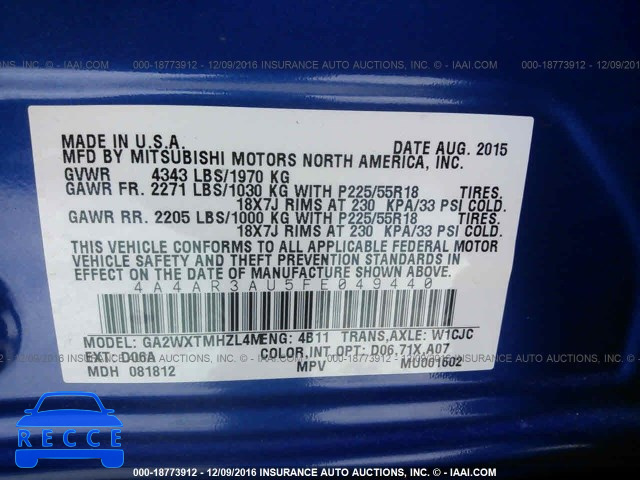 000-18773912 - 12/09/2016 INSURANCE AUTO AUCTIONS, INC. - © IAAI.COM
MADE IN U.S.A. DATE AUG. 2015
MFD BY MITSUBISHI MOTORS NORTH AMERICA, INC.
GVWR 4343 LBS/1970 KG
GAWR FR. 2271 LBS/1030 KG WITH P225/55R18 TIRES.
18X7J RIMS AT 230 KPA/33 PSI COLD.
GAWR RR. 2205 LBS/1000 KG WITH P225/55R18 TIRES.
18X7J RIMS AT 230 KPA/33 PSI COLD.
THIS VEHICLE CONFORMS TO ALL APPLICABLE FEDERAL MOTOR
VEHICLE SAFETY AND THEFT PREVENTION STANDARDS IN
EFFECT ON THE DATE OF MANUFACTURE SHOWN ABOVE.
4A4AR3AU5FE049440
MODEL: GA2WXTMHZL4M ENG: 4B11 TRANS,AXLE: W1CJC
EXT: D06A COLOR,INT OPT: D06,71X,A07
MDH 081812 MPV MU001602
RECCE
000-18773912 - 12/09/2016 INSURANCE AUTO AUCTIONS, INC. - © IAAI.COM